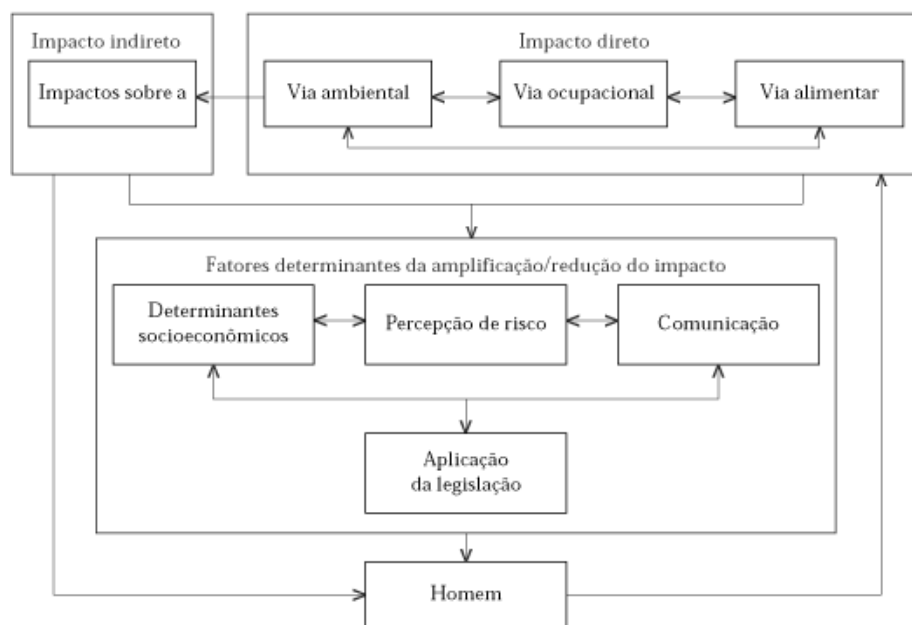 Impacto indireto
Impacto direto
Impactos sobre a
Via ambiental
Via ocupacional
Via alimentar
Fatores determinantes da amplificação/redução do impacto
Determinantes
socioeconômicos
Percepção de risco
Comunicação
Aplicação
da legislação
Homem